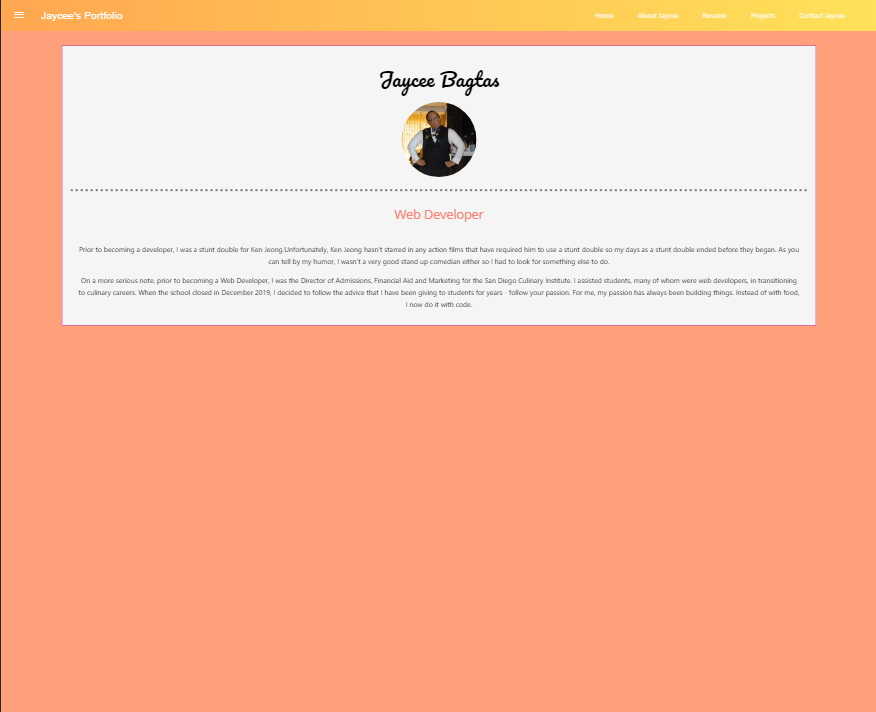 Jaycee's Portfolio
Home About Jaycee Resume Projects Contact Jaycee
Jaycee Bagtas
Web Developer
Prior to becoming a developer, I was a stunt double for Ken Jeong.Unfortunately, Ken Jeong hasn't starred in any action films that have required him to use a stunt double so my days as a stunt double ended before they began. As you
can tell by my humor, I wasn't a very good stand up comedian either so I had to look for something else to do.
On a more serious note, prior to becoming a Web Developer, I was the Director of Admissions, Financial Aid and Marketing for the San Diego Culinary Institute. I assisted students, many of whom were web developers, in transitioning
to culinary careers. When the school closed in December 2019, I decided to follow the advice that I have been giving to students for years - follow your passion. For me, my passion has always been building things. Instead of with food,
I now do it with code.